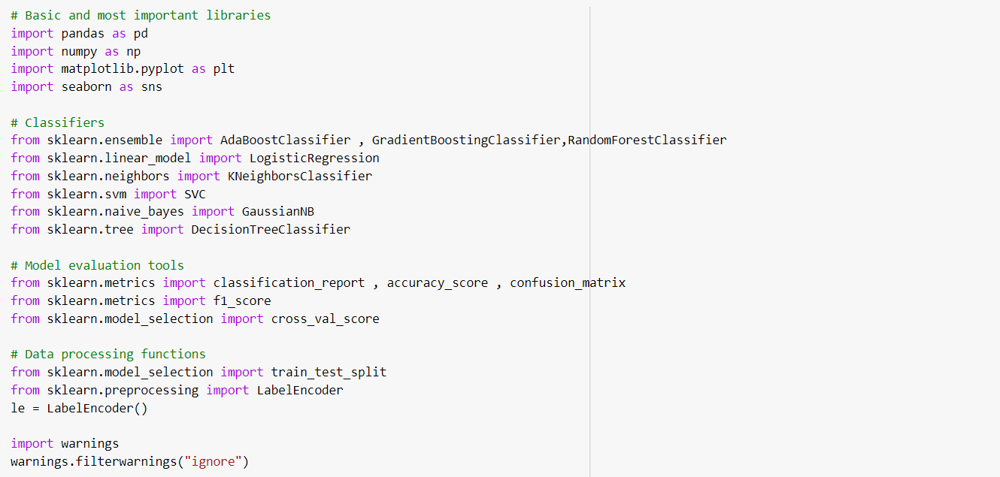 # Basic and most important libraries
import pandas as pd
import numpy as np
import matplotlib.pyplot as plt
import seaborn as sns
# Classifiers
from sklearn.ensemble import AdaBoostClassifier , GradientBoostingClassifier,RandomForestClassifier
from sklearn.linear_model import LogisticRegression
from sklearn.neighbors import KNeighborsClassifier
from sklearn.svm import SVC
from sklearn.naive_bayes import GaussianNB
from sklearn.tree import DecisionTreeClassifier
# Model evaluation tools
from sklearn.metrics import classification_report , accuracy_score , confusion_matrix
from sklearn.metrics import f1_score
from sklearn.model_selection import cross_val_score
# Data processing functions
from sklearn.model_selection import train_test_split
from sklearn.preprocessing import LabelEncoder
le = LabelEncoder()
import warnings
warnings.filterwarnings("ignore")